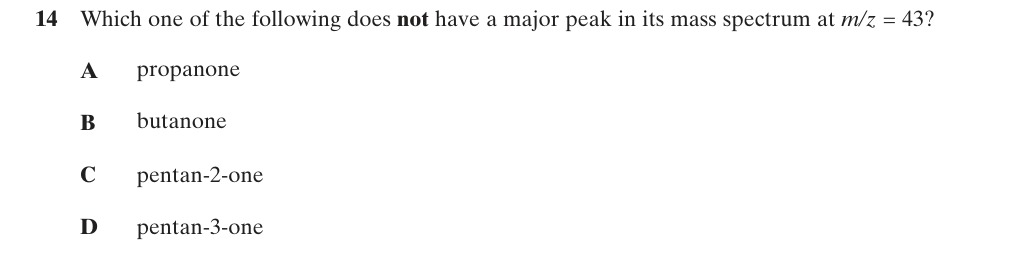 14 Which one of the following does not have a major peak in its mass spectrum at m/z = 43?
A propanone
B butanone
C pentan-2-one
D pentan-3-one